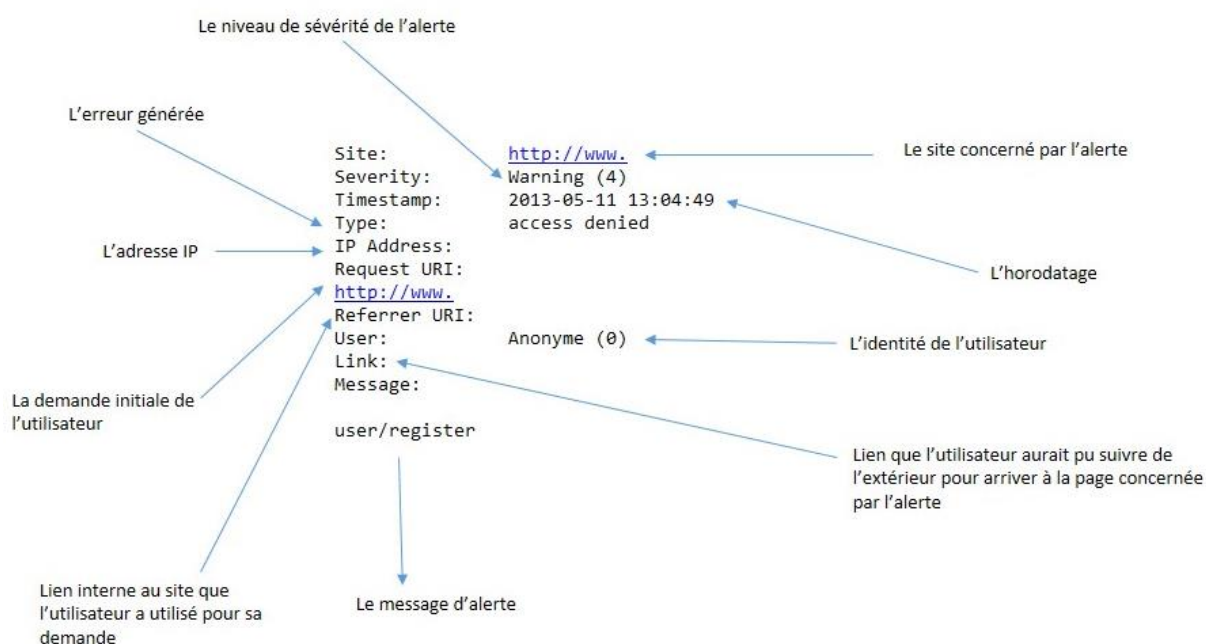 Le niveau de sévérité de l'alerte
L'erreur générée
Site: http://www.
Le site concerné par l'alerte
Severity: Warning (4)
Timestamp: 2013-05-11 13:04:49
Type: access denied
L'adresse IP
IP Address:
Request URI:
L'horodatage
http://www.
Referrer URI:
User: Anonyme (0)
L'identité de l'utilisateur
Link:
Message:
La demande initiale de
l'utilisateur
user/register
Lien que l'utilisateur aurait pu suivre de
l'extérieur pour arriver à la page concernée
par l'alerte
Lien interne au site que
l'utilisateur a utilisé pour sa
demande
Le message d'alerte